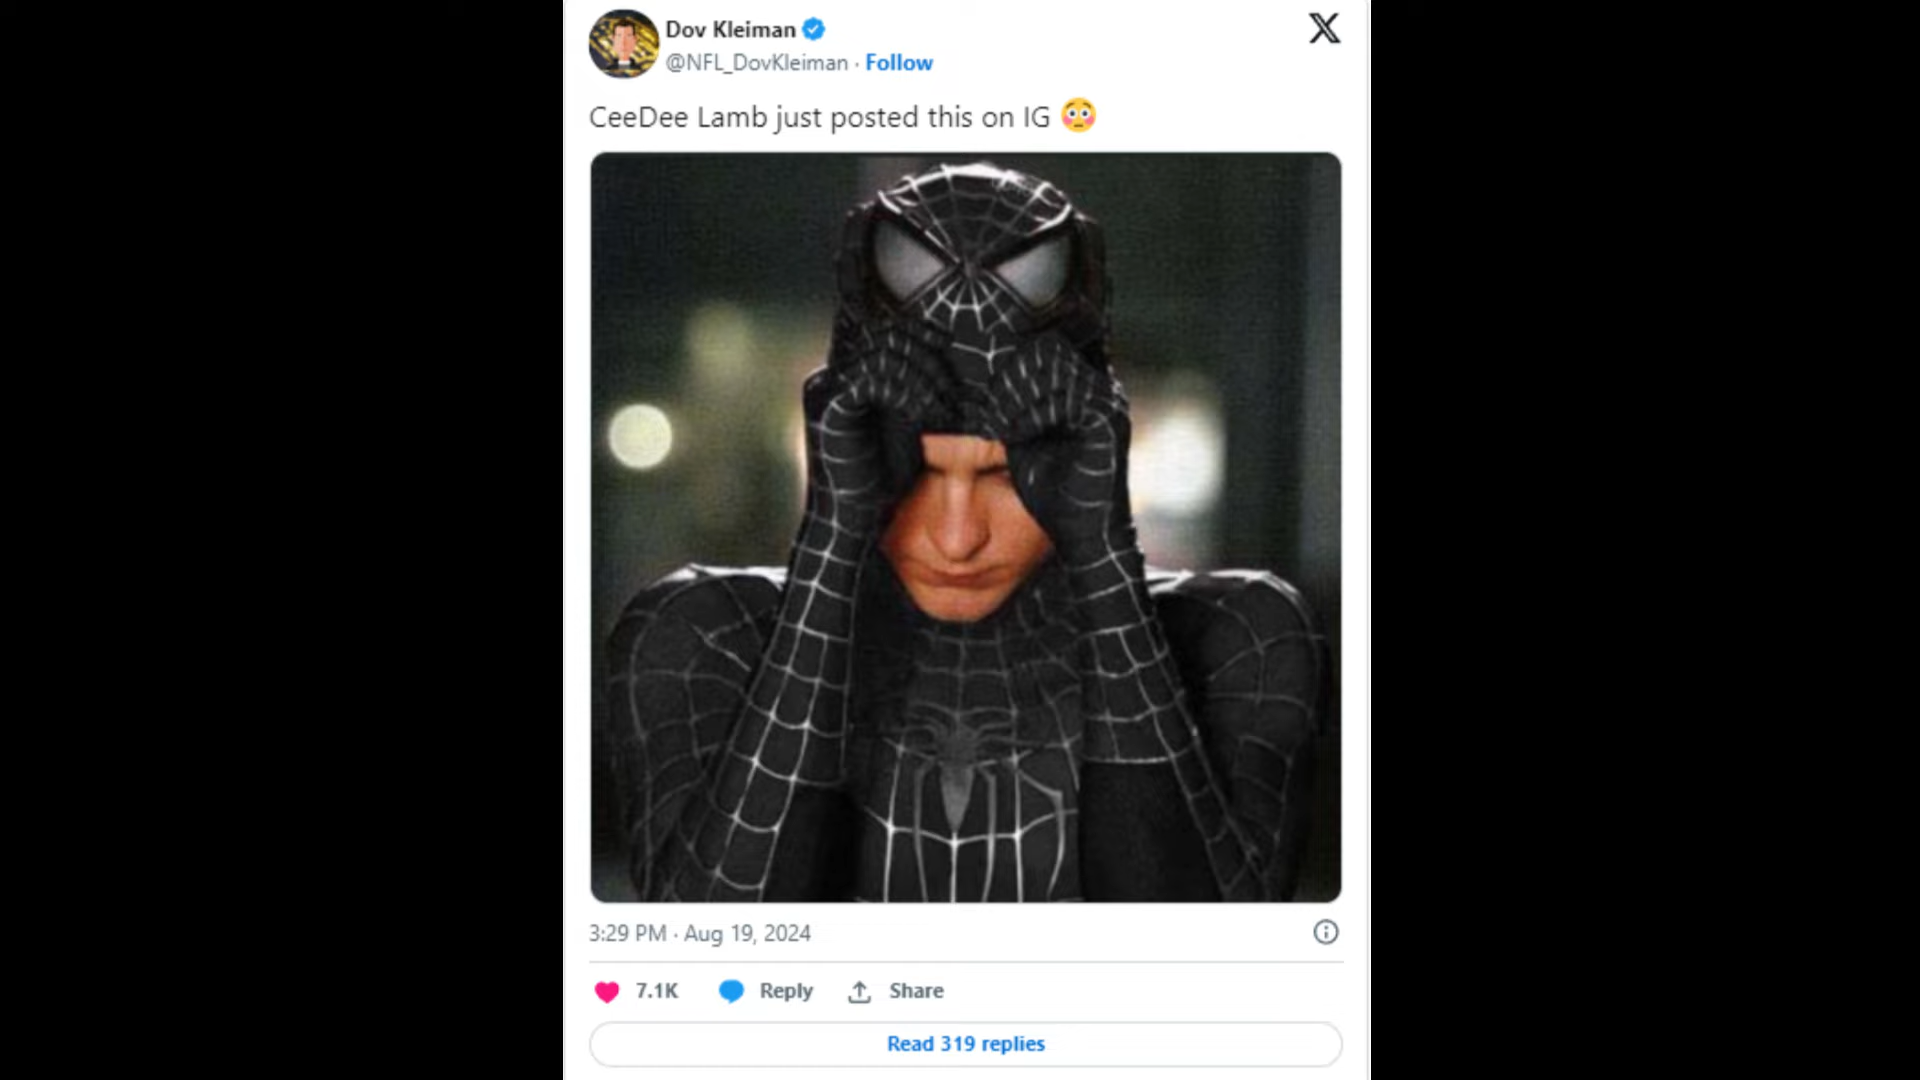 Dov Kleiman
@NFL_DovKleiman · Follow
CeeDee Lamb just posted this on IG 😳
3:29 PM · Aug 19, 2024
7.1K Reply Share
Read 319 replies